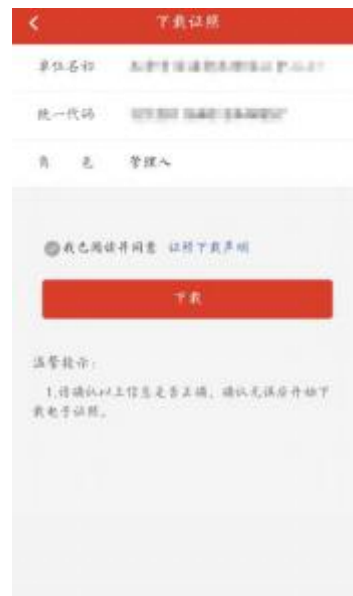 下载证照
单位名称
统一代码
角 色 管理人
我已阅读并同意 证照下载声明
下载
温馨提示:
1.请确认以上信息是否正确,确认无误后开始下
载电子证照。